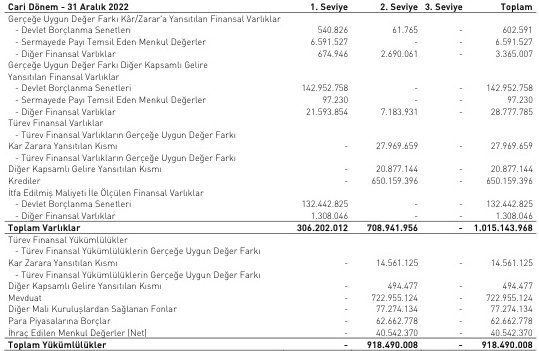 Cari Dönem - 31 Aralık 2022 1. Seviye 2. Seviye 3. Seviye Toplam
Gerçeğe Uygun Değer Farkı Kâr/Zarar'a Yansıtılan Finansal Varlıklar
- Devlet Borçlanma Senetleri 540.826 61.765 - 602.591
- Sermayede Payı Temsil Eden Menkul Değerler 6.591.527 - - 6.591.527
- Diğer Finansal Varlıklar 674.946 2.690.061 - 3.365.007
Gerçeğe Uygun Değer Farkı Diğer Kapsamlı Gelire
Yansıtılan Finansal Varlıklar
- Devlet Borçlanma Senetleri 142.952.758 - - 142.952.758
- Sermayede Payı Temsil Eden Menkul Değerler 97.230 - - 97.230
- Diğer Finansal Varlıklar 21.593.854 7.183.931 - 28.777.785
Türev Finansal Varlıklar
- Türev Finansal Varlıkların Gerçeğe Uygun Değer Farkı
Kar Zarara Yansıtılan Kısmı - 27.969.659 - 27.969.659
- Türev Finansal Varlıkların Gerçeğe Uygun Değer Farkı
Diğer Kapsamlı Gelire Yansıtılan Kısmı - 20.877.144 - 20.877.144
Krediler - 650.159.396 - 650.159.396
İtfa Edilmiş Maliyeti İle Ölçülen Finansal Varlıklar
- Devlet Borçlanma Senetleri 132.442.825 - - 132.442.825
- Diğer Finansal Varlıklar 1.308.046 - - 1.308.046
Toplam Varlıklar 306.202.012 708.941.956 - 1.015.143.968
Türev Finansal Yükümlülükler
- Türev Finansal Yükümlülüklerin Gerçeğe Uygun Değer Farkı
Kar Zarara Yansıtılan Kısmı - 14.561.125 - 14.561.125
- Türev Finansal Yükümlülüklerin Gerçeğe Uygun Değer Farkı
Diğer Kapsamlı Gelire Yansıtılan Kısmı - 494.477 - 494.477
Mevduat - 722.955.124 - 722.955.124
Diğer Mali Kuruluşlardan Sağlanan Fonlar - 77.274.134 - 77.274.134
Para Piyasalarına Borçlar - 62.662.778 - 62.662.778
İhraç Edilen Menkul Değerler (Net) - 40.542.370 - 40.542.370
Toplam Yükümlülükler - 918.490.008 - 918.490.008